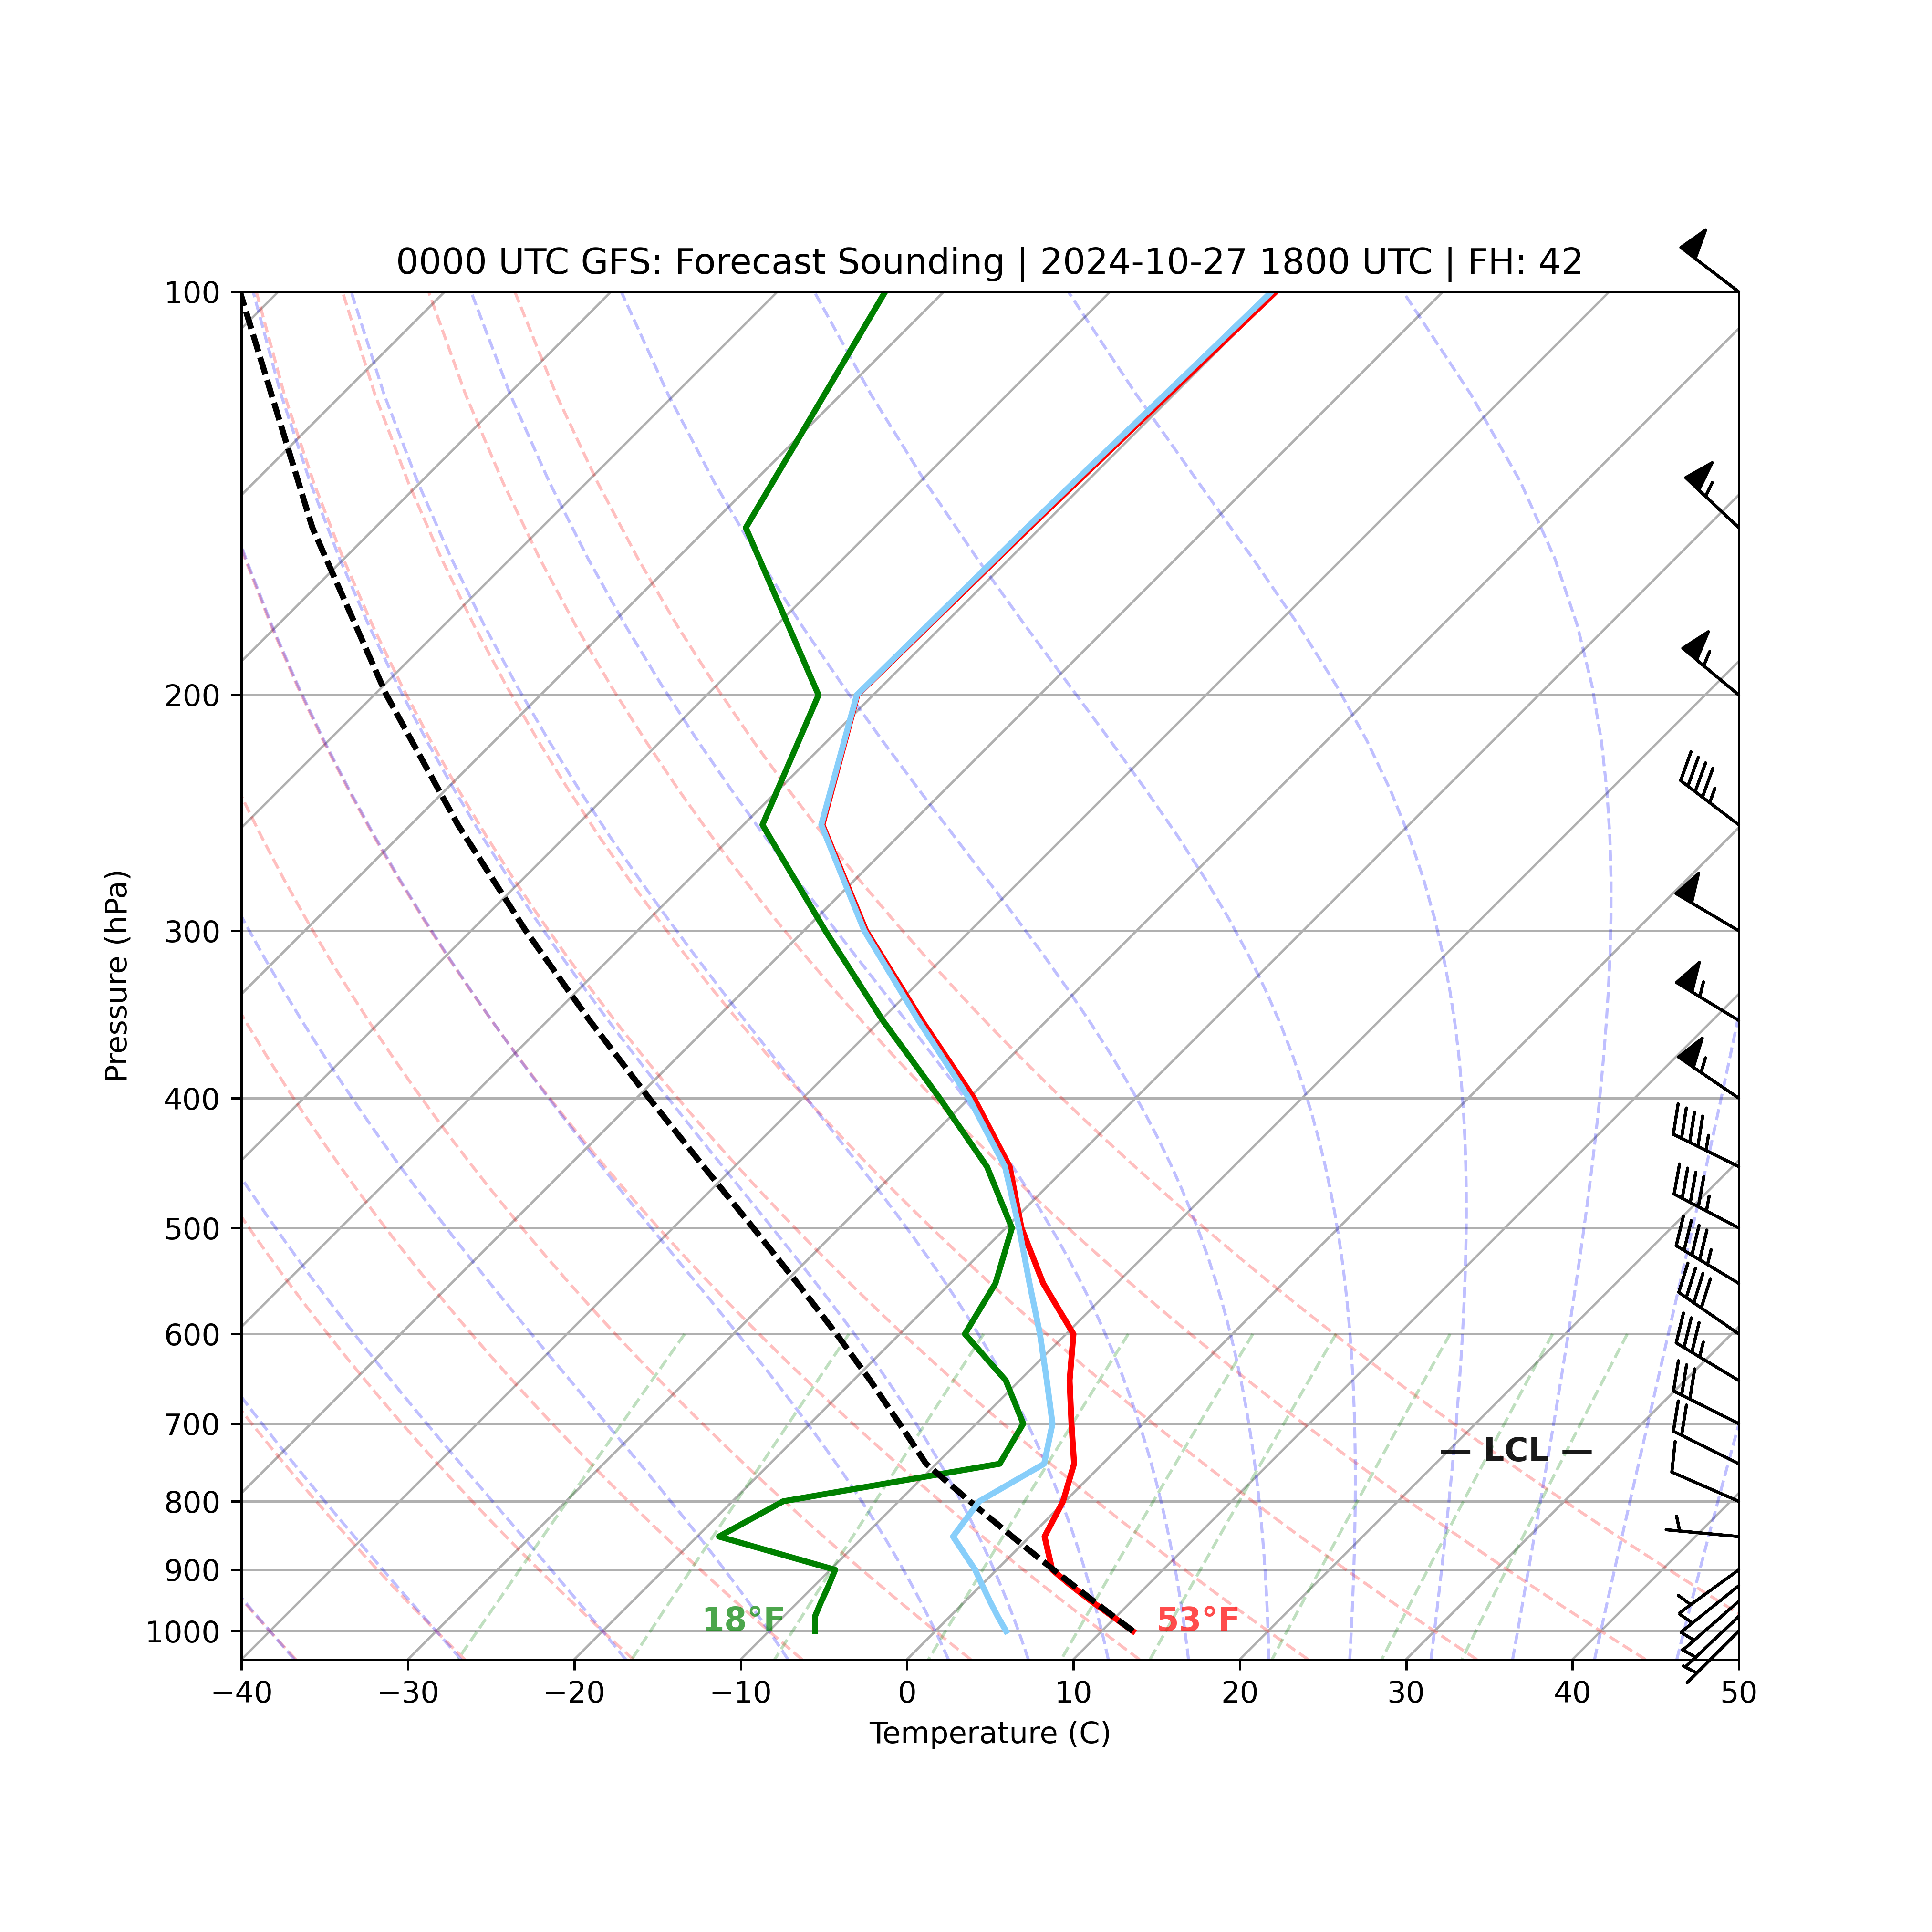 0000 UTC GFS: Forecast Sounding | 2024-10-27 1800 UTC | FH: 42
100
200
300
400
500
600
700
800
900
1000
Pressure (hPa)
— LCL —
18°F
53°F
−40 −30 −20 −10 0 10 20 30 40 50
Temperature (C)